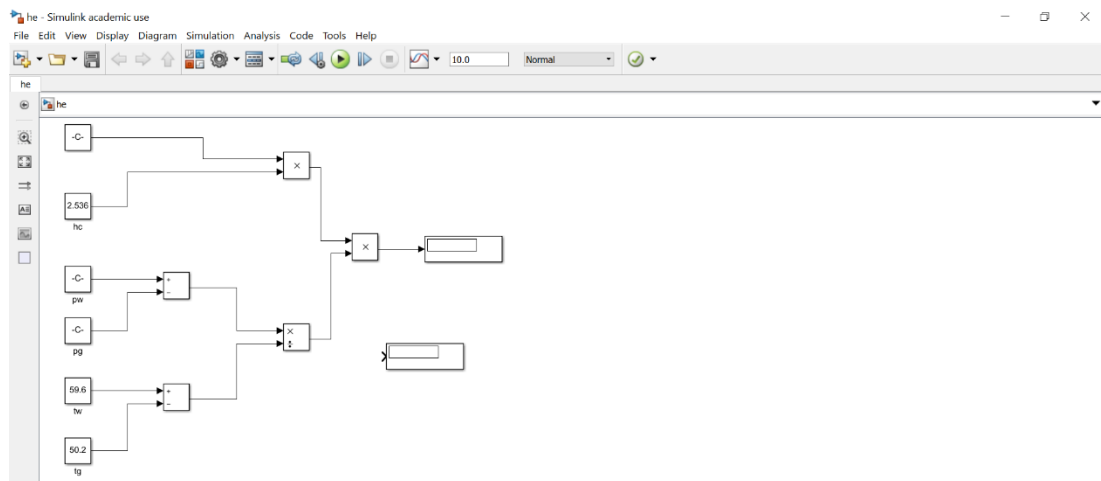 he - Simulink academic use
File Edit View Display Diagram Simulation Analysis Code Tools Help
10.0 Normal
he
he
-C-
×
2.536
hc
×
-C-
+
−
pw
-C-
×
÷
pg
59.6
+
−
tw
50.2
tg